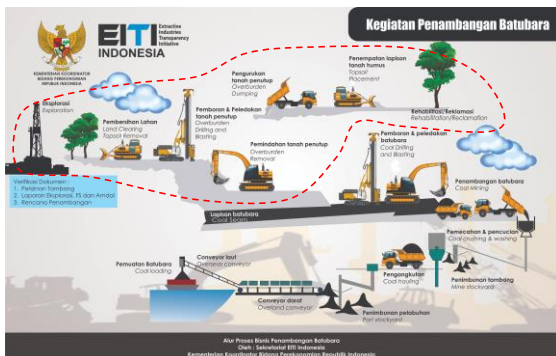 Kegiatan Penambangan Batubara
EITI
Extractive
Industries
Transparency
Initiative
INDONESIA
KEMENTERIAN KOORDINATOR
BIDANG PEREKONOMIAN
REPUBLIK INDONESIA
Eksplorasi
Exploration
Pembersihan Lahan
Land Clearing
Topsoil Removal
Pemboran & Peledakan
tanah penutup
Overburden
Drilling and
Blasting
Pengurukan
tanah penutup
Overburden
Dumping
Penempatan lapisan
tanah humus
Topsoil
Placement
Rehabilitasi/Reklamasi
Rehabilitation/Reclamation
Pemindahan tanah penutup
Overburden
Removal
Pemboran & peledakan
batubara
Coal Drilling
and Blasting
Penambangan batubara
Coal Mining
Verifikasi Dokumen
1. Perizinan Tambang
2. Laporan Eksplorasi, FS dan Amdal
3. Rencana Penambangan
Lapisan batubara
Coal Seam
Pemecahan & pencucian
Coal crushing & washing
Pemuatan Batubara
Coal loading
Conveyor laut
Overland conveyor
Pengangkutan
Coal hauling
Penimbunan tambang
Mine stockyard
Conveyor darat
Overland conveyor
Penimbunan pelabuhan
Port stockyard
Alur Proses Bisnis Penambangan Batubara
Oleh : Sekretariat EITI Indonesia
Kementerian Koordinator Bidang Perekonomian Republik Indonesia